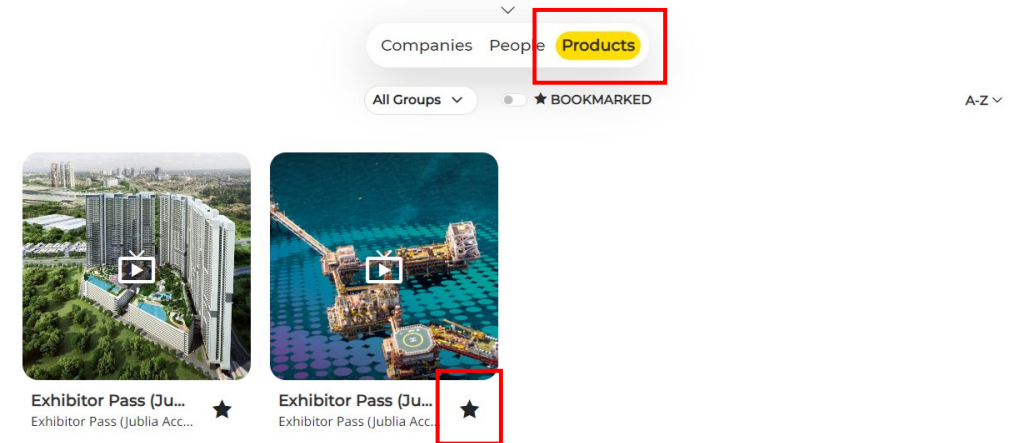 Companies People Products
All Groups ★ BOOKMARKED A-Z
Exhibitor Pass (Ju... Exhibitor Pass (Ju...
Exhibitor Pass (Jublia Acc... Exhibitor Pass (Jublia Acc...